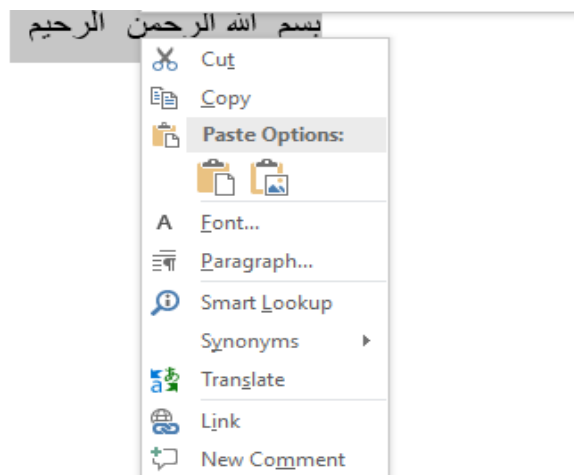 بسم الله الرحمن الرحيم
Cut
Copy
Paste Options:
Font...
Paragraph...
Smart Lookup
Synonyms
Translate
Link
New Comment